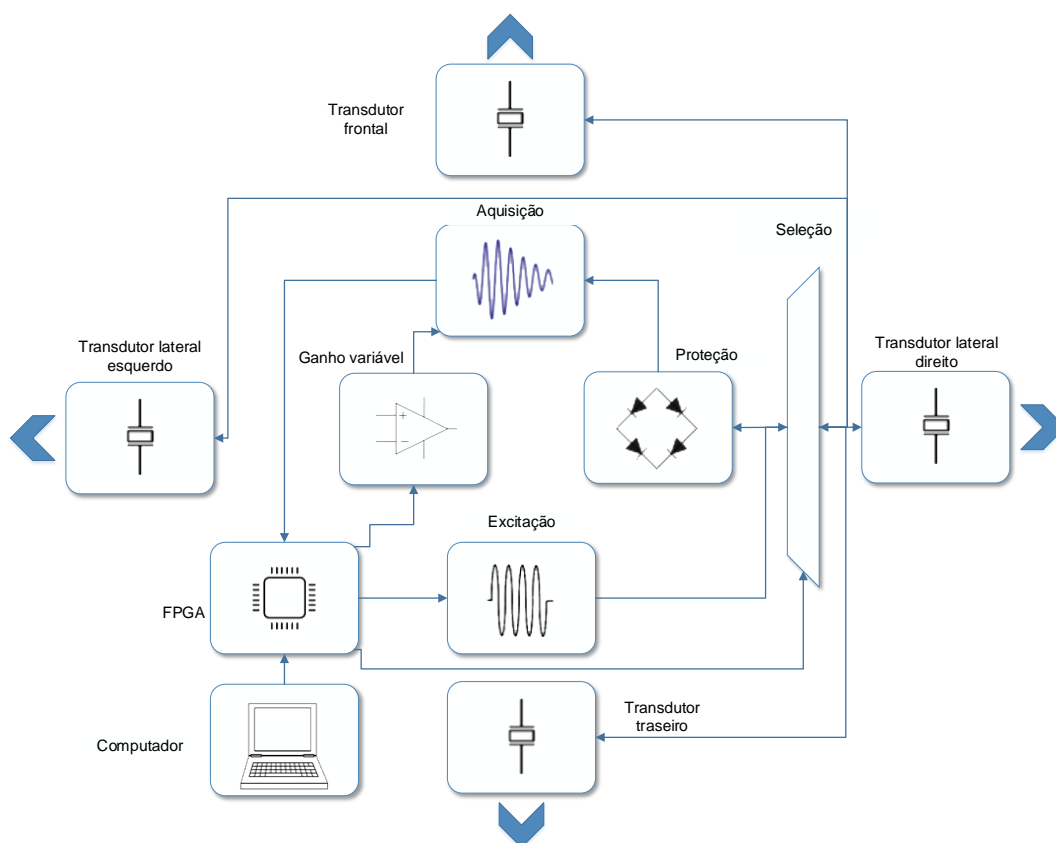 Transdutor
frontal
Aquisição
Seleção
Transdutor lateral
esquerdo
Ganho variável
Proteção
Transdutor lateral
direito
Excitação
FPGA
Transdutor
traseiro
Computador